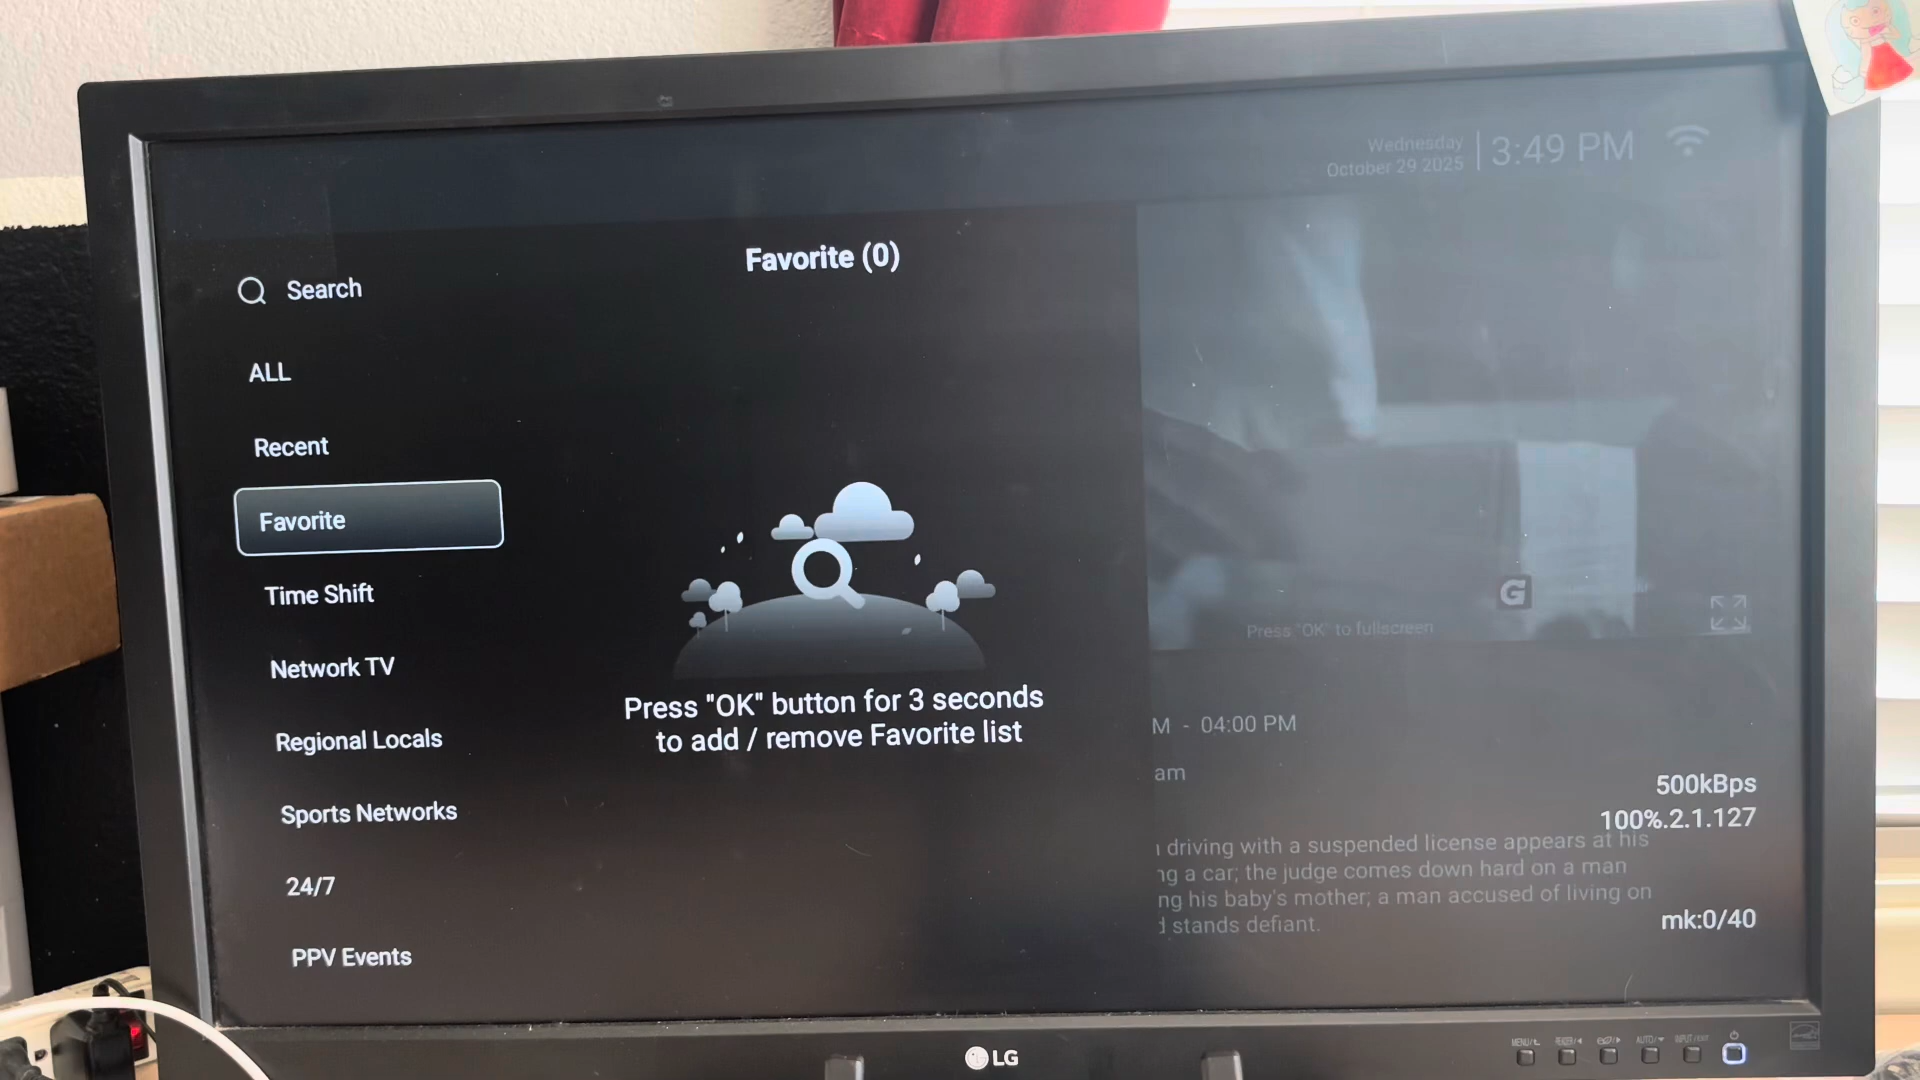 Wednesday
October 29 2025
3:49 PM
Favorite (0)
Search
ALL
Recent
Favorite
Time Shift
Network TV
Regional Locals
Sports Networks
24/7
PPV Events
Press "OK" button for 3 seconds
to add / remove Favorite list
G
Press "OK" to fullscreen
M - 04:00 PM
am
500kBps
100%.2.1.127
driving with a suspended license appears at his
ng a car; the judge comes down hard on a man
ng his baby's mother; a man accused of living on
d stands defiant.
mk:0/40
LG
MENU/
AUTO/
INPUT/EXIT